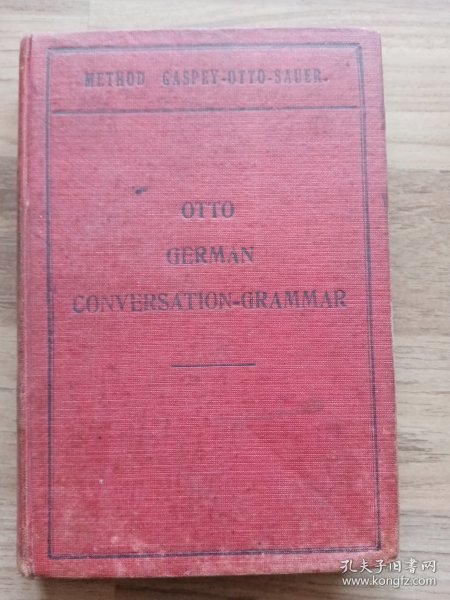 METHOD GASPEY-OTTO-SAUER.
OTTO
GERMAN
CONVERSATION-GRAMMAR
孔夫子旧书网
www.kongfz.com